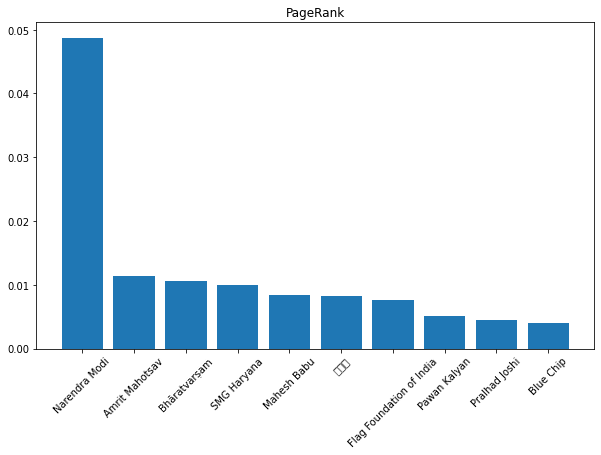 PageRank
0.05
0.04
0.03
0.02
0.01
0.00
Narendra Modi
Amrit Mahotsav
Bhāratvarṣam
SMG Haryana
Mahesh Babu
Flag Foundation of India
Pawan Kalyan
Pralhad Joshi
Blue Chip